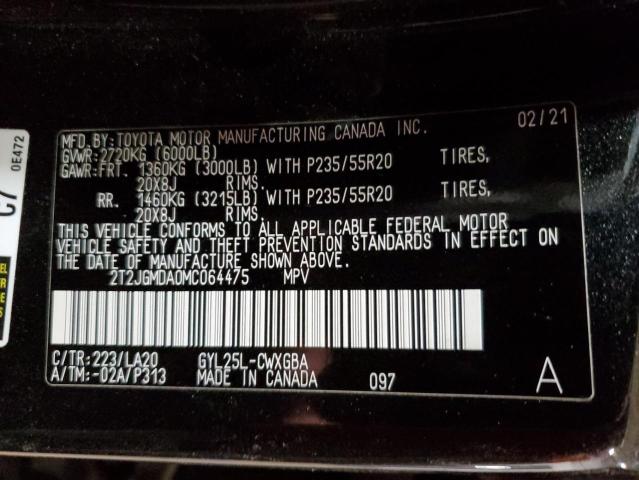 MFD. BY: TOYOTA MOTOR MANUFACTURING CANADA INC. 02/21
GVWR: 2720KG (6000LB)
GAWR: FRT. 1360KG (3000LB) WITH P235/55R20 TIRES,
20X8J RIMS.
RR. 1460KG (3215LB) WITH P235/55R20 TIRES,
20X8J RIMS.
THIS VEHICLE CONFORMS TO ALL APPLICABLE FEDERAL MOTOR
VEHICLE SAFETY AND THEFT PREVENTION STANDARDS IN EFFECT ON
THE DATE OF MANUFACTURE SHOWN ABOVE.
2T2JGMDA0MC064475 MPV
C/TR: 223/LA20 GYL25L-CWXGBA
A/TM: -02A/P313 MADE IN CANADA 097 A
0E472